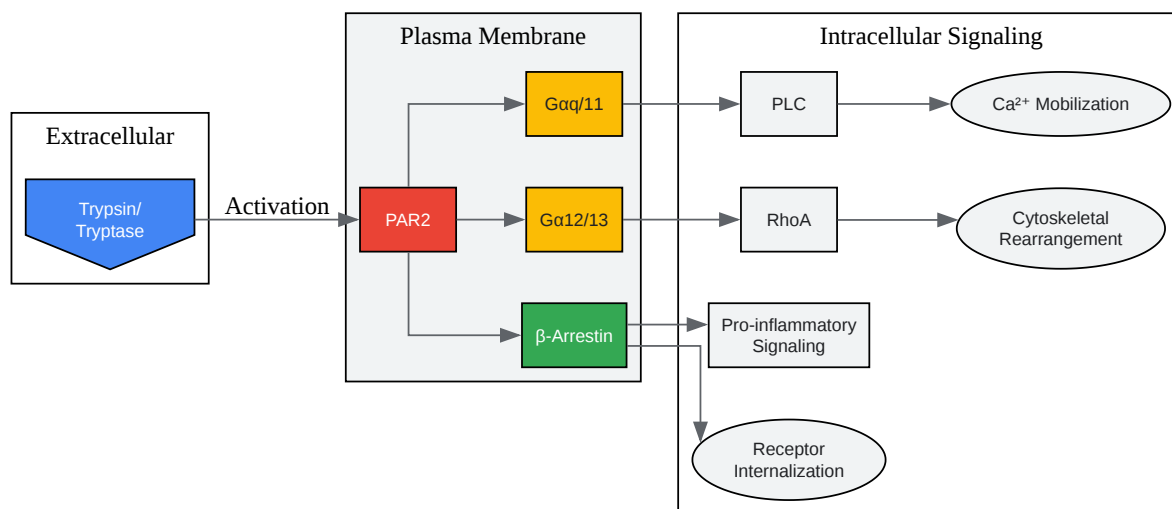 Extracellular
Trypsin/
Tryptase
Activation
Plasma Membrane
PAR2
Gαq/11
Gα12/13
β-Arrestin
Intracellular Signaling
PLC
Ca²⁺ Mobilization
RhoA
Cytoskeletal
Rearrangement
Pro-inflammatory
Signaling
Receptor
Internalization